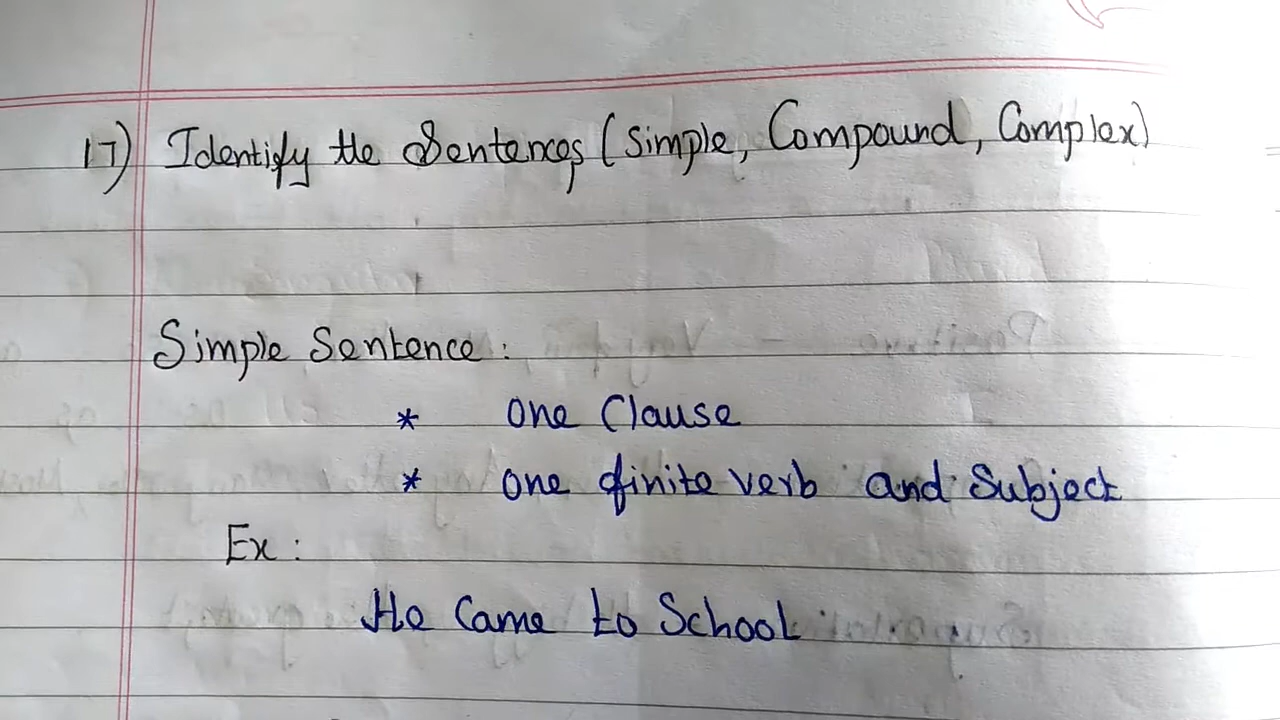 17) Identify the Sentences (Simple, Compound, Complex)
Simple Sentence:
* one Clause
* one finite verb and Subject
Ex:
He Came to School.